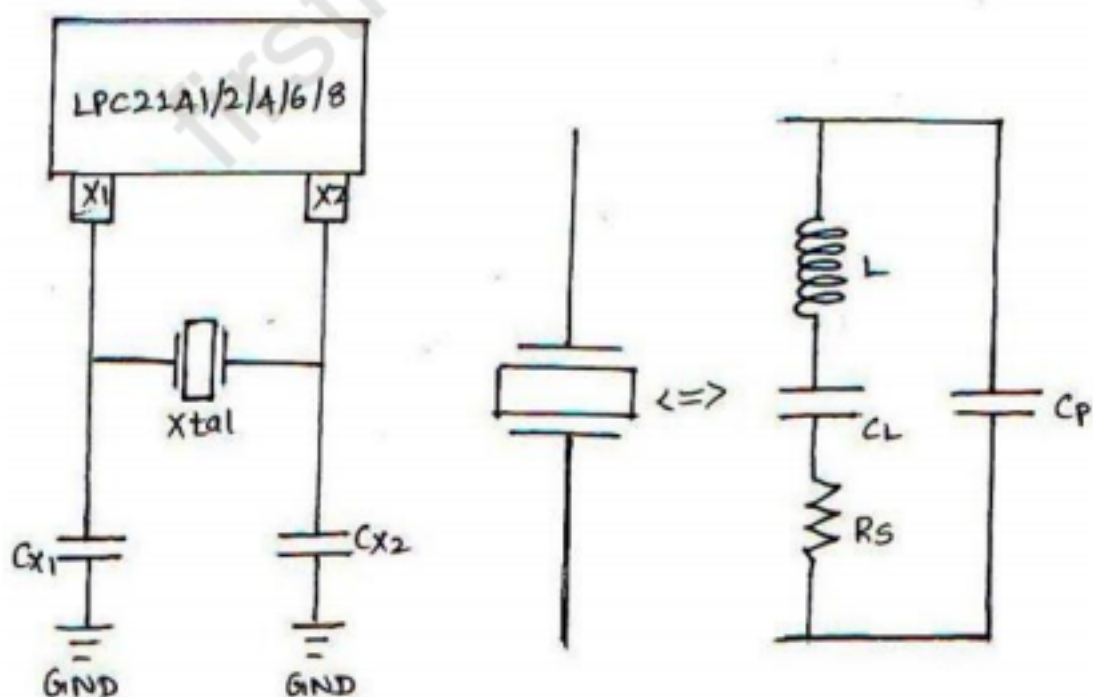 LPC21A1/2/4/6/8
X1
X2
Xtal
CX1
CX2
GND
GND
<=>
L
CL
RS
CP